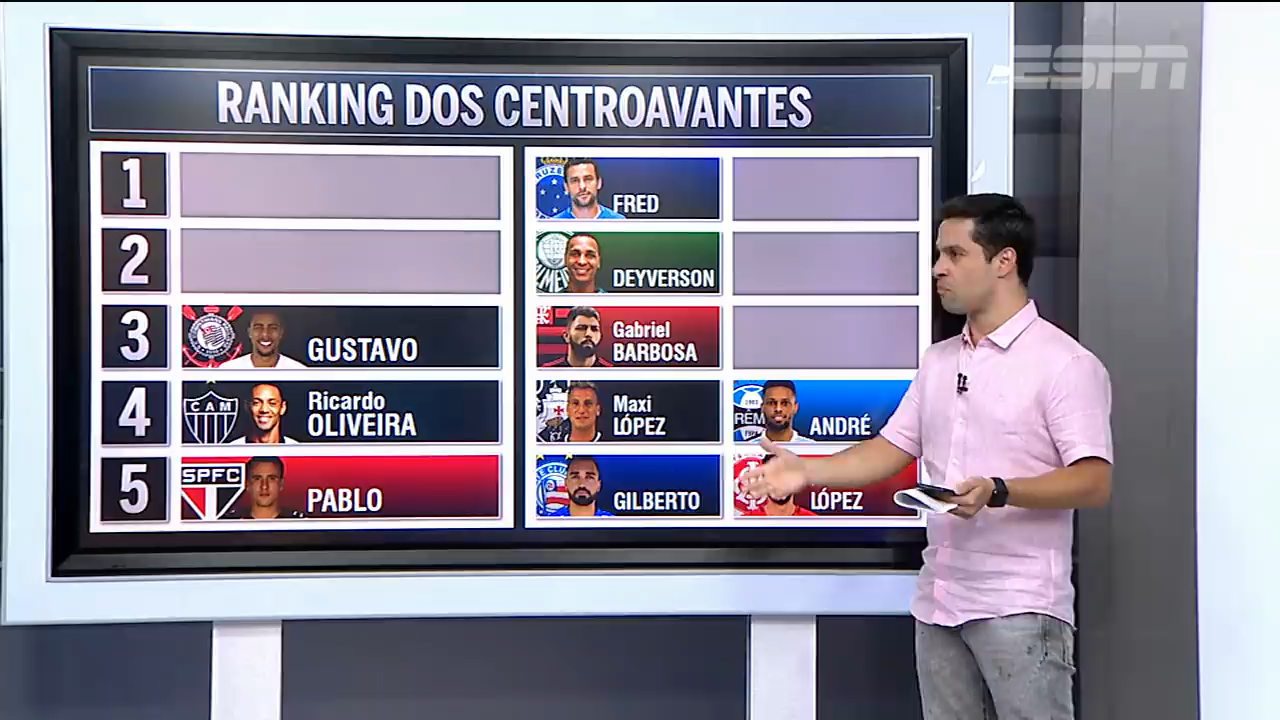 ESPN
RANKING DOS CENTROAVANTES
1
FRED
2
DEYVERSON
3
GUSTAVO
Gabriel
BARBOSA
4
CAM
Ricardo
OLIVEIRA
Maxi
LÓPEZ
ANDRÉ
5
SPFC
PABLO
GILBERTO
LÓPEZ